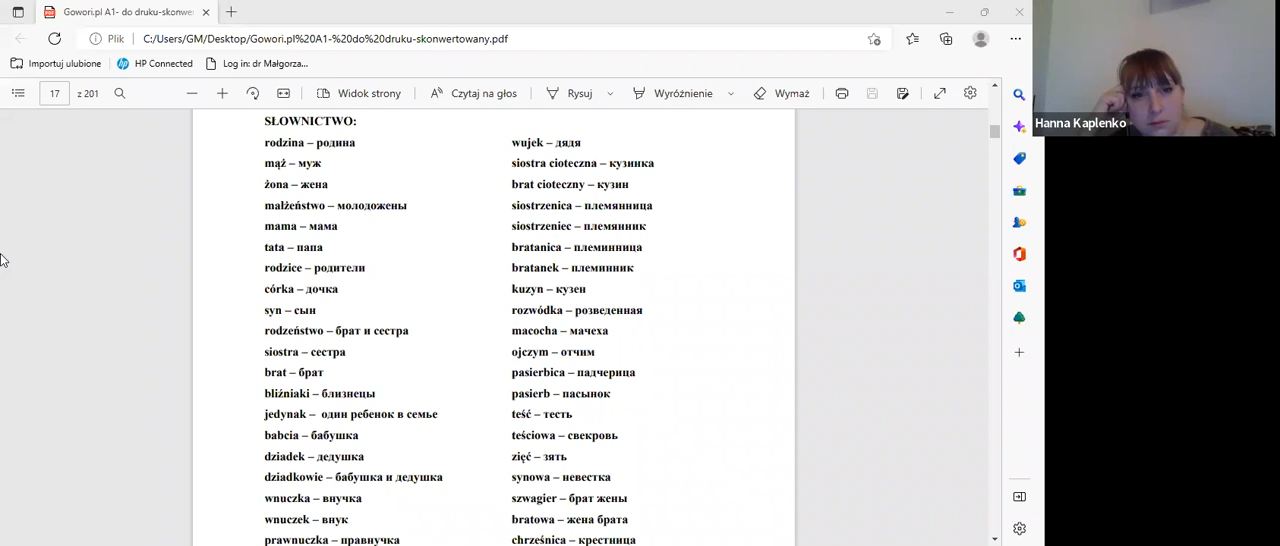 Gowori.pl A1- do druku-skonwer
Plik
C:/Users/GM/Desktop/Gowori.pl%20A1-%20do%20druku-skonwertowany.pdf
Importuj ulubione
HP Connected
Log in: dr Małgorza...
17 z 201
Widok strony
Czytaj na głos
Rysuj
Wyróżnienie
Wymaż
Hanna Kaplenko
SŁOWNICTWO:
rodzina – родина
mąż – муж
żona – жена
małżeństwo – молодожены
mama – мама
tata – папа
rodzice – родители
córka – дочка
syn – сын
rodzeństwo – брат и сестра
siostra – сестра
brat – брат
bliźniaki – близнецы
jedynak – один ребенок в семье
babcia – бабушка
dziadek – дедушка
dziadkowie – бабушка и дедушка
wnuczka – внучка
wnuczek – внук
prawnuczka – правнучка
wujek – дядя
siostra cioteczna – кузинка
brat cioteczny – кузин
siostrzenica – племянница
siostrzeniec – племянник
bratanica – племинница
bratanek – племинник
kuzyn – кузен
rozwódka – розведенная
macocha – мачеха
ojczym – отчим
pasierbica – падчерица
pasierb – пасынок
teść – тесть
teściowa – свекровь
zięć – зять
synowa – невестка
szwagier – брат жены
bratowa – жена брата
chrześnica – крестница